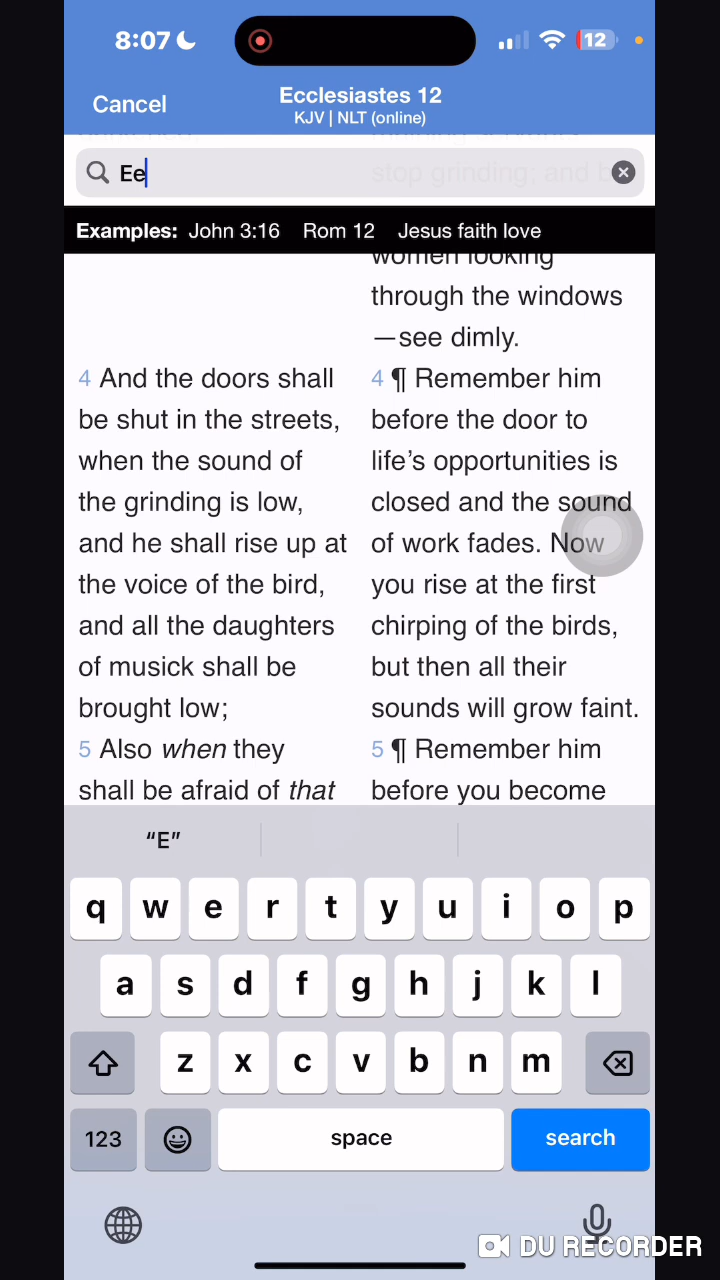 8:07
12
Cancel
Ecclesiastes 12
KJV | NLT (online)
stop grinding; and
Ee
Examples: John 3:16 Rom 12 Jesus faith love
women looking
through the windows
—see dimly.
4 And the doors shall
be shut in the streets,
when the sound of
the grinding is low,
and he shall rise up at
the voice of the bird,
and all the daughters
of musick shall be
brought low;
5 Also when they
shall be afraid of that
4 ¶ Remember him
before the door to
life’s opportunities is
closed and the sound
of work fades. Now
you rise at the first
chirping of the birds,
but then all their
sounds will grow faint.
5 ¶ Remember him
before you become
“E”
q w e r t y u i o p
a s d f g h j k l
z x c v b n m
123 space search
DU RECORDER